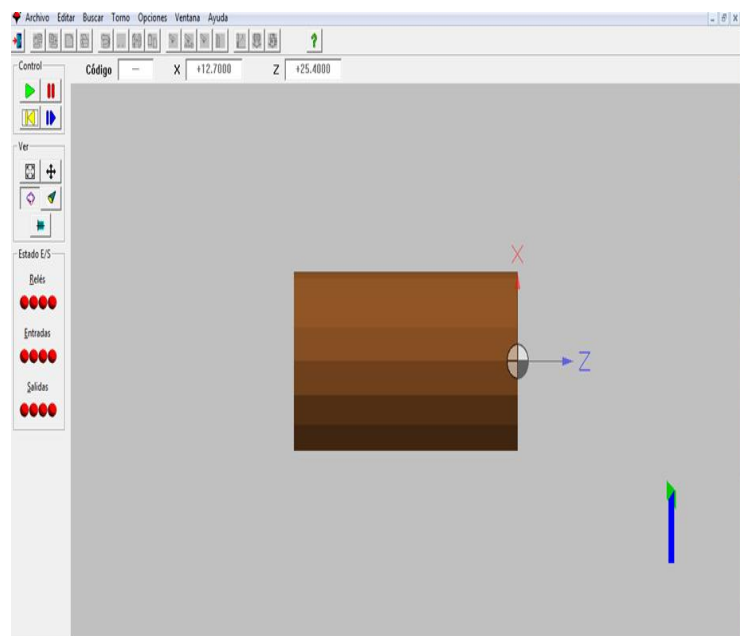 Archivo Editar Buscar Torno Opciones Ventana Ayuda
?
Control
Código — X +12.7000 Z +25.4000
Ver
Estado E/S
Relés
Entradas
Salidas
X
Z